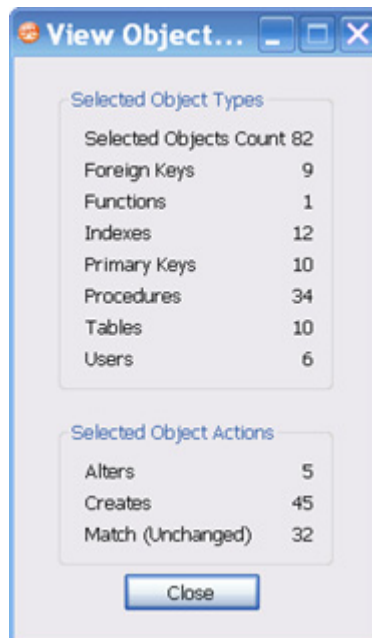 View Object...
Selected Object Types
Selected Objects Count 82
Foreign Keys 9
Functions 1
Indexes 12
Primary Keys 10
Procedures 34
Tables 10
Users 6
Selected Object Actions
Alters 5
Creates 45
Match (Unchanged) 32
Close